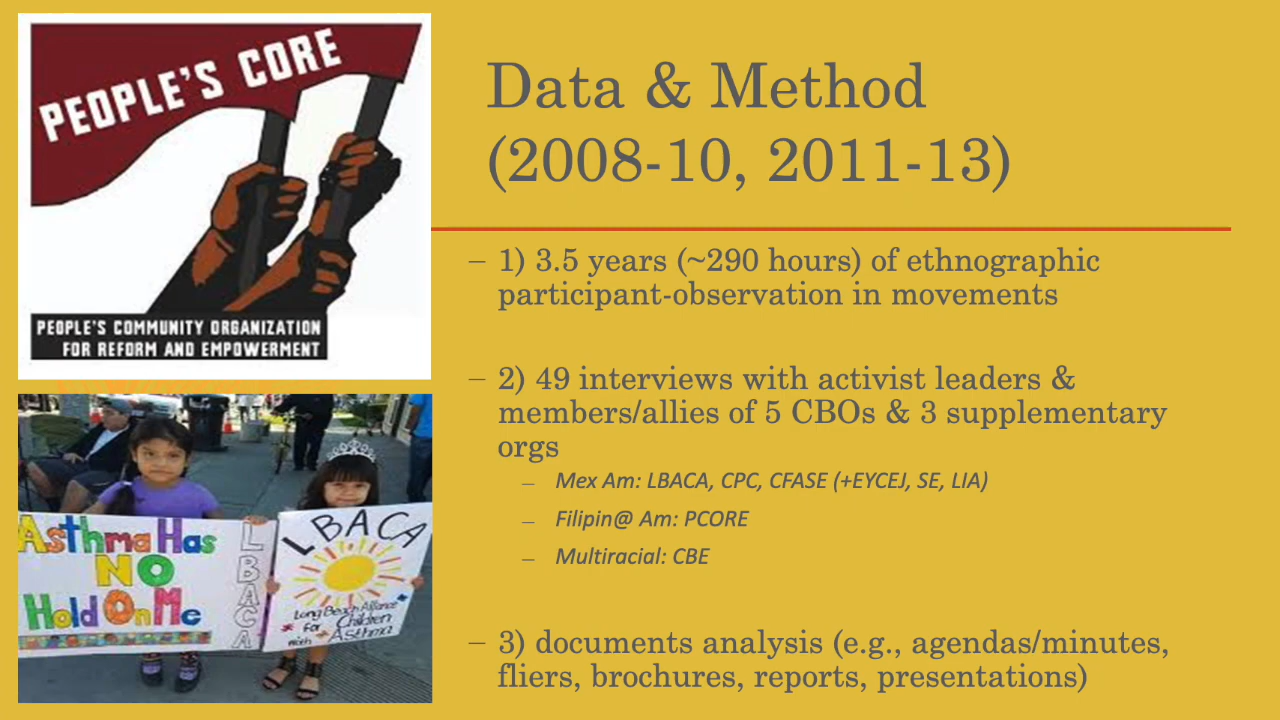 PEOPLE'S CORE
PEOPLE'S COMMUNITY ORGANIZATION
FOR REFORM AND EMPOWERMENT
Data & Method
(2008-10, 2011-13)
– 1) 3.5 years (~290 hours) of ethnographic
participant-observation in movements
– 2) 49 interviews with activist leaders &
members/allies of 5 CBOs & 3 supplementary
orgs
– Mex Am: LBACA, CPC, CFASE (+EYCEJ, SE, LIA)
– Filipin@ Am: PCORE
– Multiracial: CBE
– 3) documents analysis (e.g., agendas/minutes,
fliers, brochures, reports, presentations)
Asthma Has
NO
Hold On Me
LBACA
LBACA
Long Beach Alliance
for Children
with Asthma